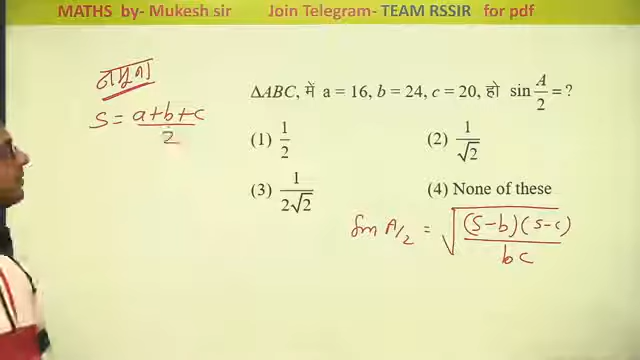 MATHS by- Mukesh sir Join Telegram- TEAM RSSIR for pdf
नमूना
S = a+b+c / 2
ΔABC, में a = 16, b = 24, c = 20, हो sin A/2 = ?
(1) 1/2 (2) 1/√2
(3) 1/2√2 (4) None of these
Sin A/2 = √((S-b)(s-c)/bc)